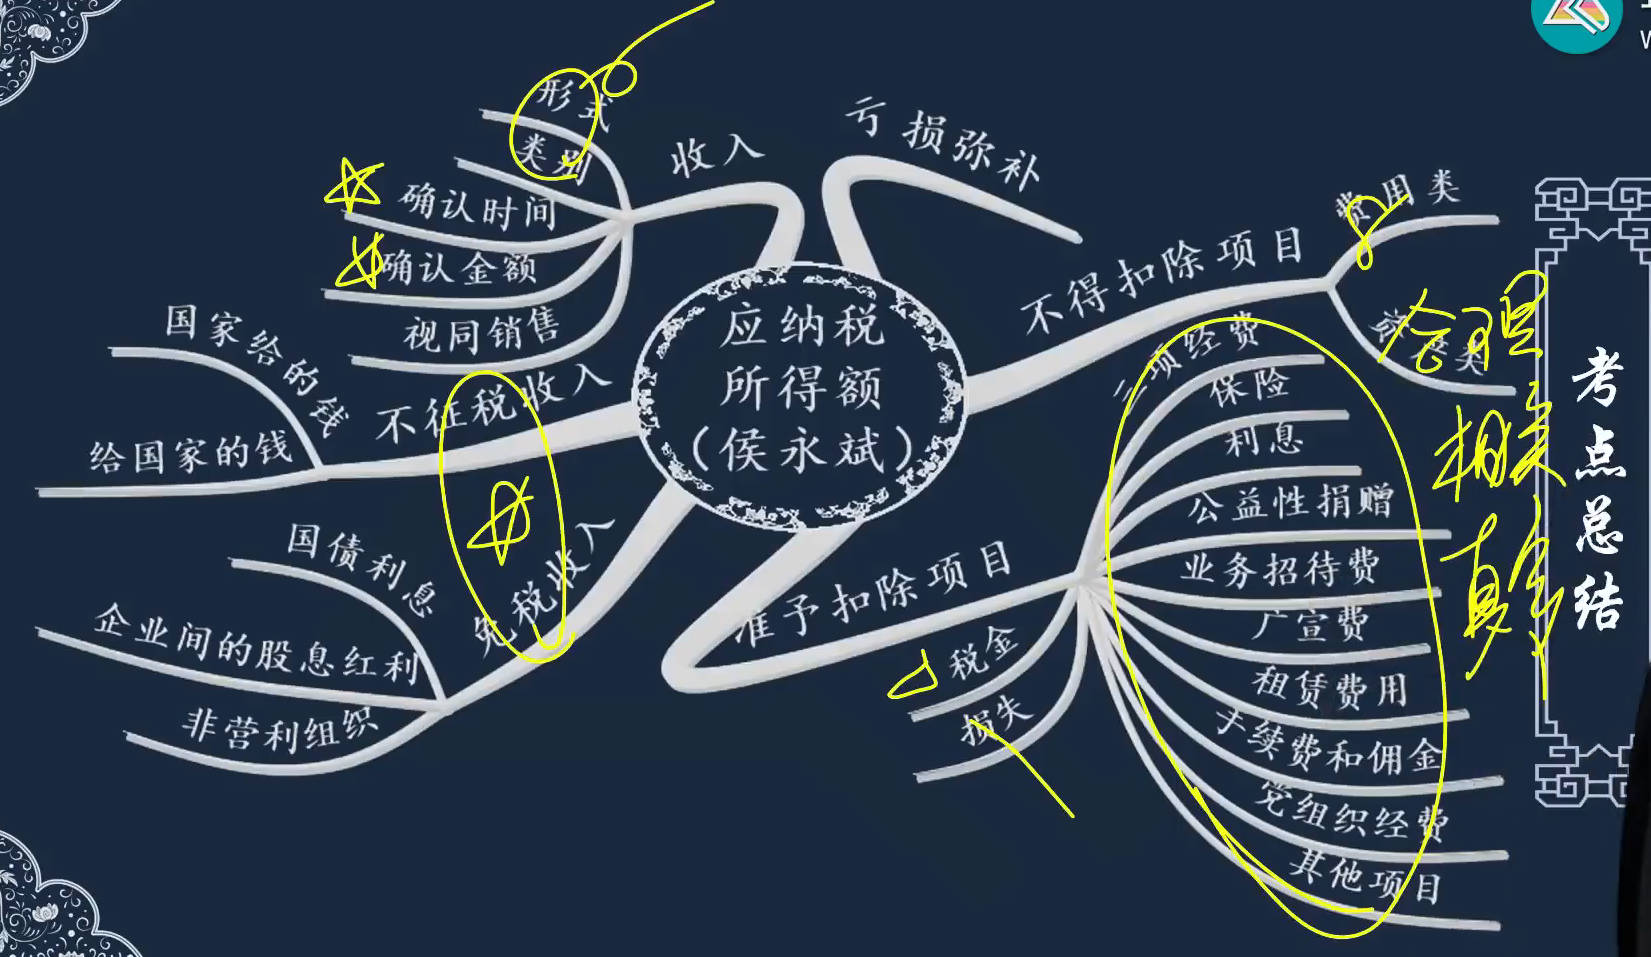 形式
类别
确认时间
确认金额
视同销售
收入
亏损弥补
不得扣除项目
费用类
类
应纳税
所得额
（侯永斌）
国家给的钱
给国家的钱
不征税收入
国债利息
企业间的股息红利
非营利组织
免税收入
准予扣除项目
税金
损失
三项经费
保险
利息
公益性捐赠
业务招待费
广宣费
租赁费用
手续费和佣金
党组织经费
其他项目
合理
相关
真实
考点总结